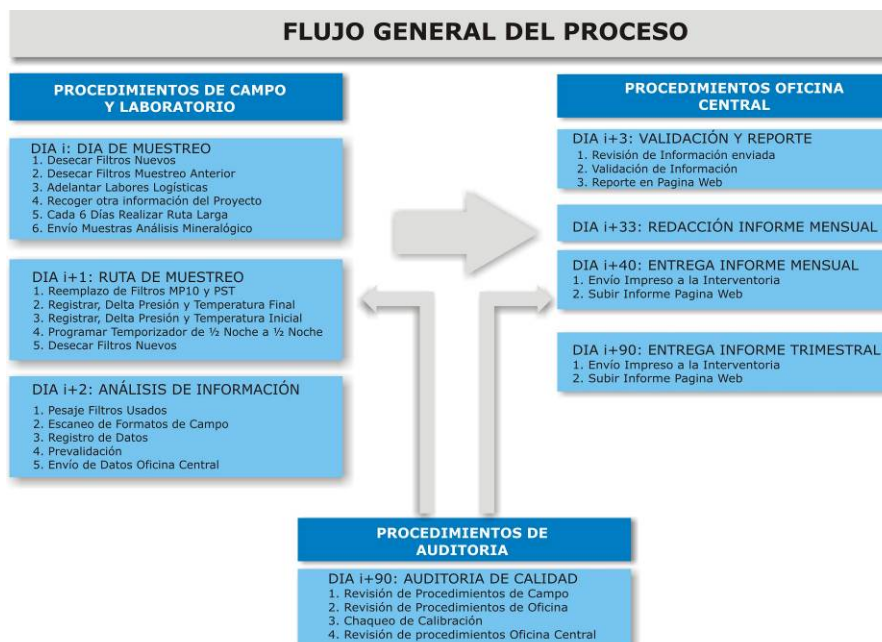 FLUJO GENERAL DEL PROCESO
PROCEDIMIENTOS DE CAMPO
Y LABORATORIO
DIA i: DIA DE MUESTREO
1. Desecar Filtros Nuevos
2. Desecar Filtros Muestreo Anterior
3. Adelantar Labores Logísticas
4. Recoger otra información del Proyecto
5. Cada 6 Días Realizar Ruta Larga
6. Envío Muestras Análisis Mineralógico
DIA i+1: RUTA DE MUESTREO
1. Reemplazo de Filtros MP10 y PST
2. Registrar, Delta Presión y Temperatura Final
3. Registrar, Delta Presión y Temperatura Inicial
4. Programar Temporizador de ½ Noche a ½ Noche
5. Desecar Filtros Nuevos
DIA i+2: ANÁLISIS DE INFORMACIÓN
1. Pesaje Filtros Usados
2. Escaneo de Formatos de Campo
3. Registro de Datos
4. Prevalidación
5. Envío de Datos Oficina Central
PROCEDIMIENTOS OFICINA
CENTRAL
DIA i+3: VALIDACIÓN Y REPORTE
1. Revisión de Información enviada
2. Validación de Información
3. Reporte en Pagina Web
DIA i+33: REDACCIÓN INFORME MENSUAL
DIA i+40: ENTREGA INFORME MENSUAL
1. Envío Impreso a la Interventoria
2. Subir Informe Pagina Web
DIA i+90: ENTREGA INFORME TRIMESTRAL
1. Envío Impreso a la Interventoria
2. Subir Informe Pagina Web
PROCEDIMIENTOS DE
AUDITORIA
DIA i+90: AUDITORIA DE CALIDAD
1. Revisión de Procedimientos de Campo
2. Revisión de Procedimientos de Oficina
3. Chaqueo de Calibración
4. Revisión de procedimientos Oficina Central